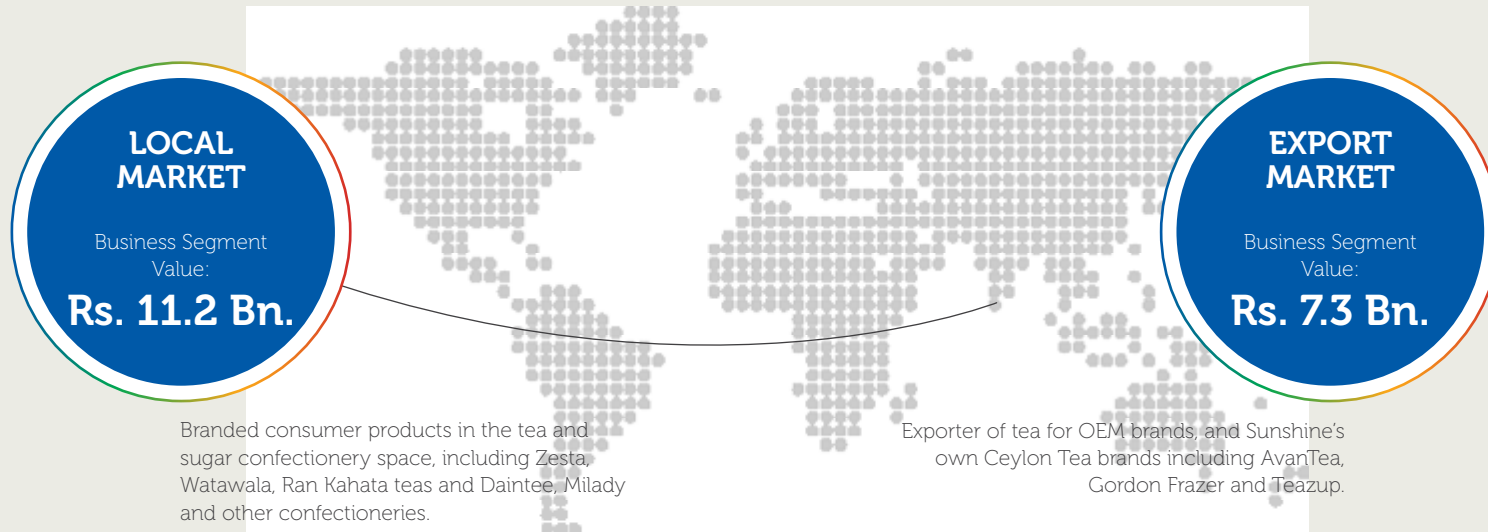 LOCAL
MARKET
Business Segment
Value:
Rs. 11.2 Bn.
EXPORT
MARKET
Business Segment
Value:
Rs. 7.3 Bn.
Branded consumer products in the tea and
sugar confectionery space, including Zesta,
Watawala, Ran Kahata teas and Daintee, Milady
and other confectioneries.
Exporter of tea for OEM brands, and Sunshine's
own Ceylon Tea brands including AvanTea,
Gordon Frazer and Teazup.